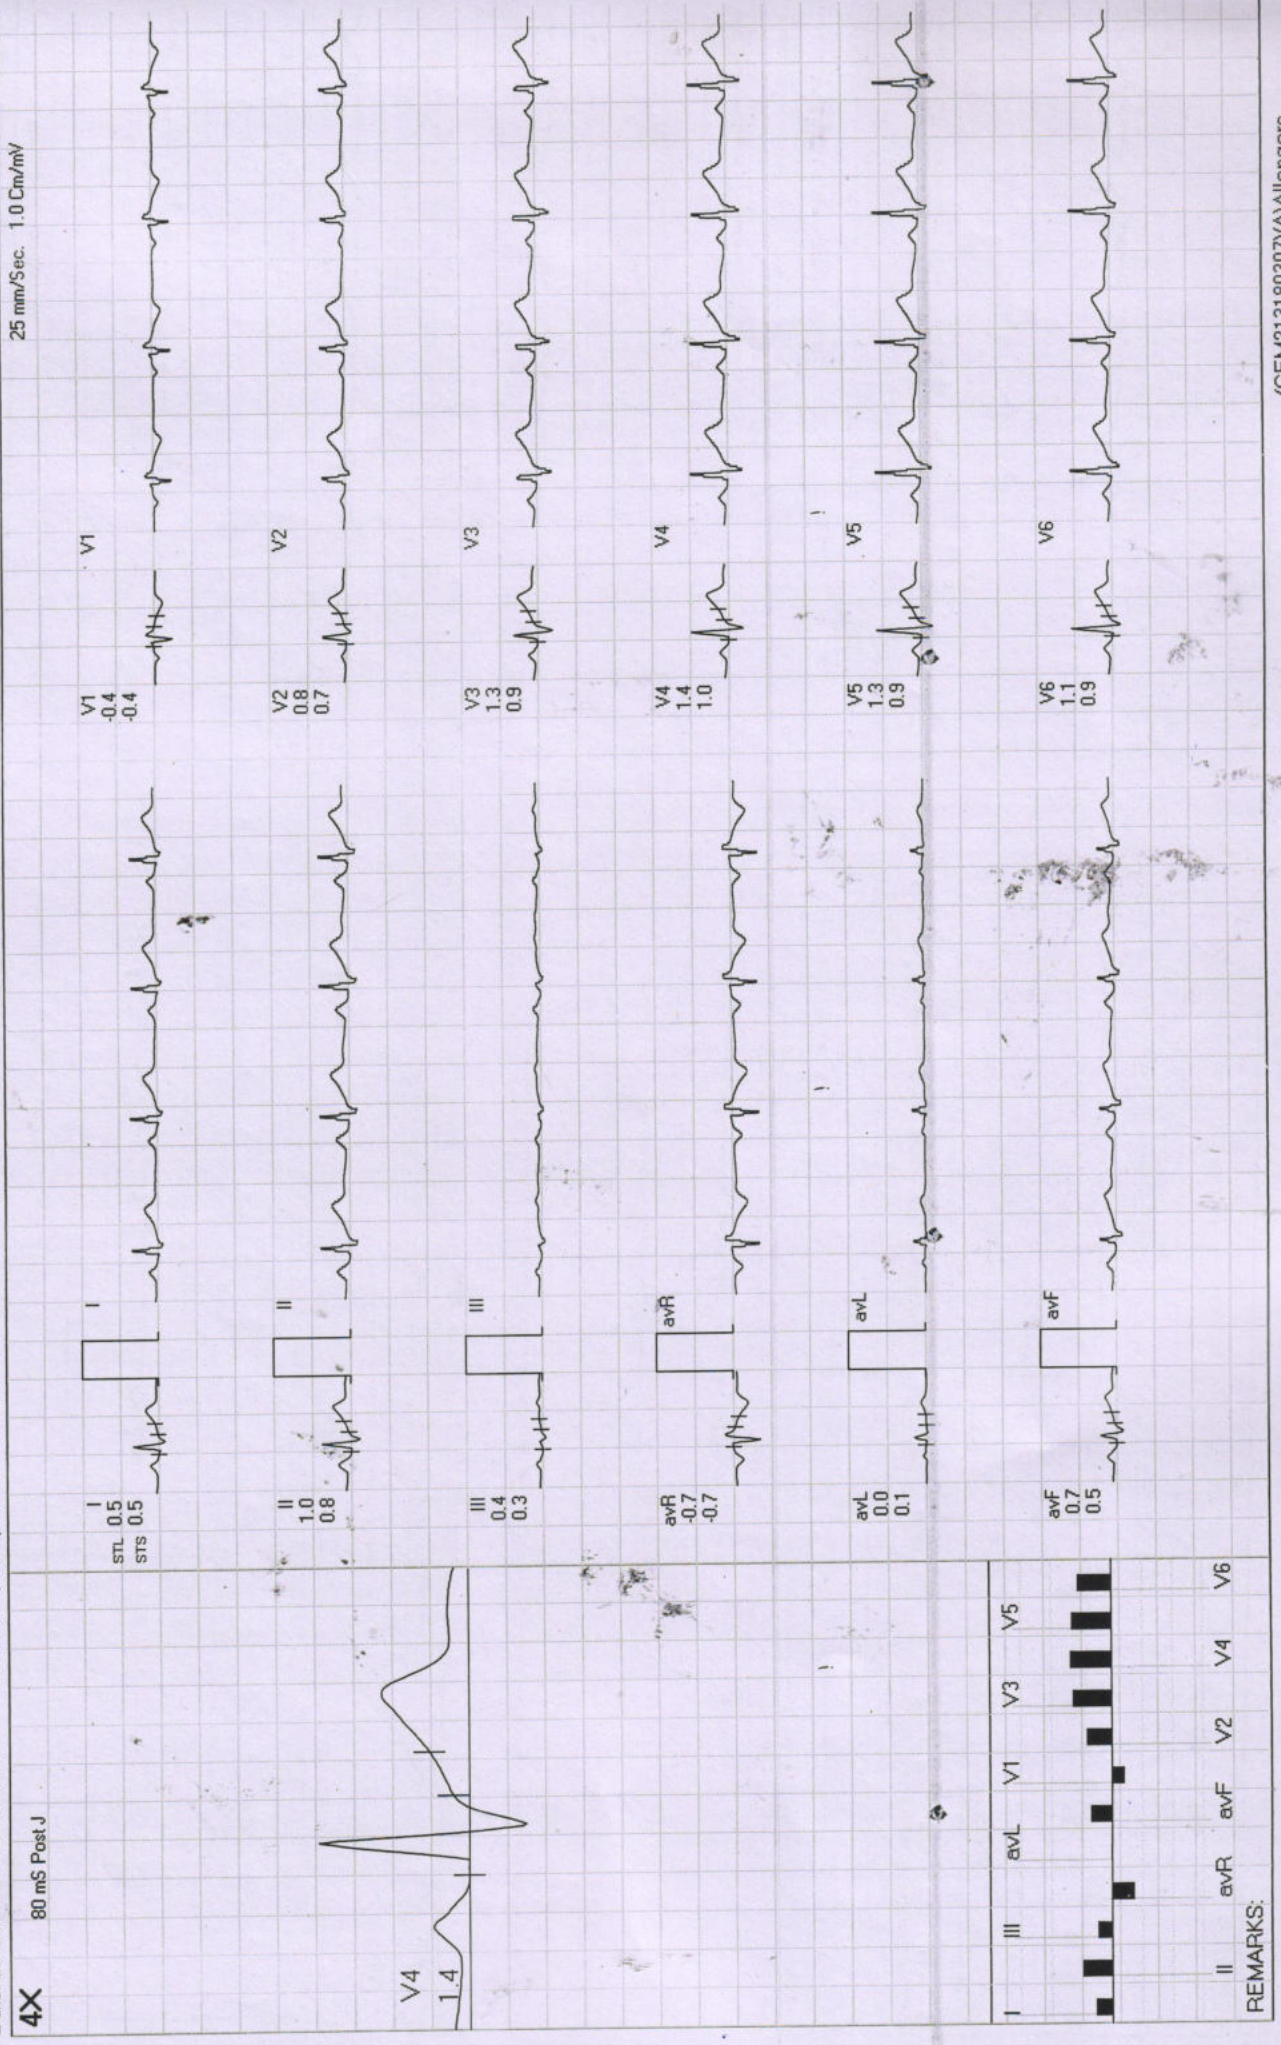 4X
80 mS Post J
25 mm/Sec. 1.0 Cm/mV
V4
1.4
I
STL 0.5
STS 0.5
I
V1
-0.4
-0.4
V1
II
1.0
0.8
II
V2
0.8
0.7
V2
III
0.4
0.3
III
V3
1.3
0.9
V3
avR
-0.7
-0.7
avR
V4
1.4
1.0
V4
avL
0.0
0.1
avL
V5
1.3
0.9
V5
avF
0.7
0.5
avF
V6
1.1
0.9
V6
I III avL V1 V3 V5
II avR avF V2 V4 V6
REMARKS: